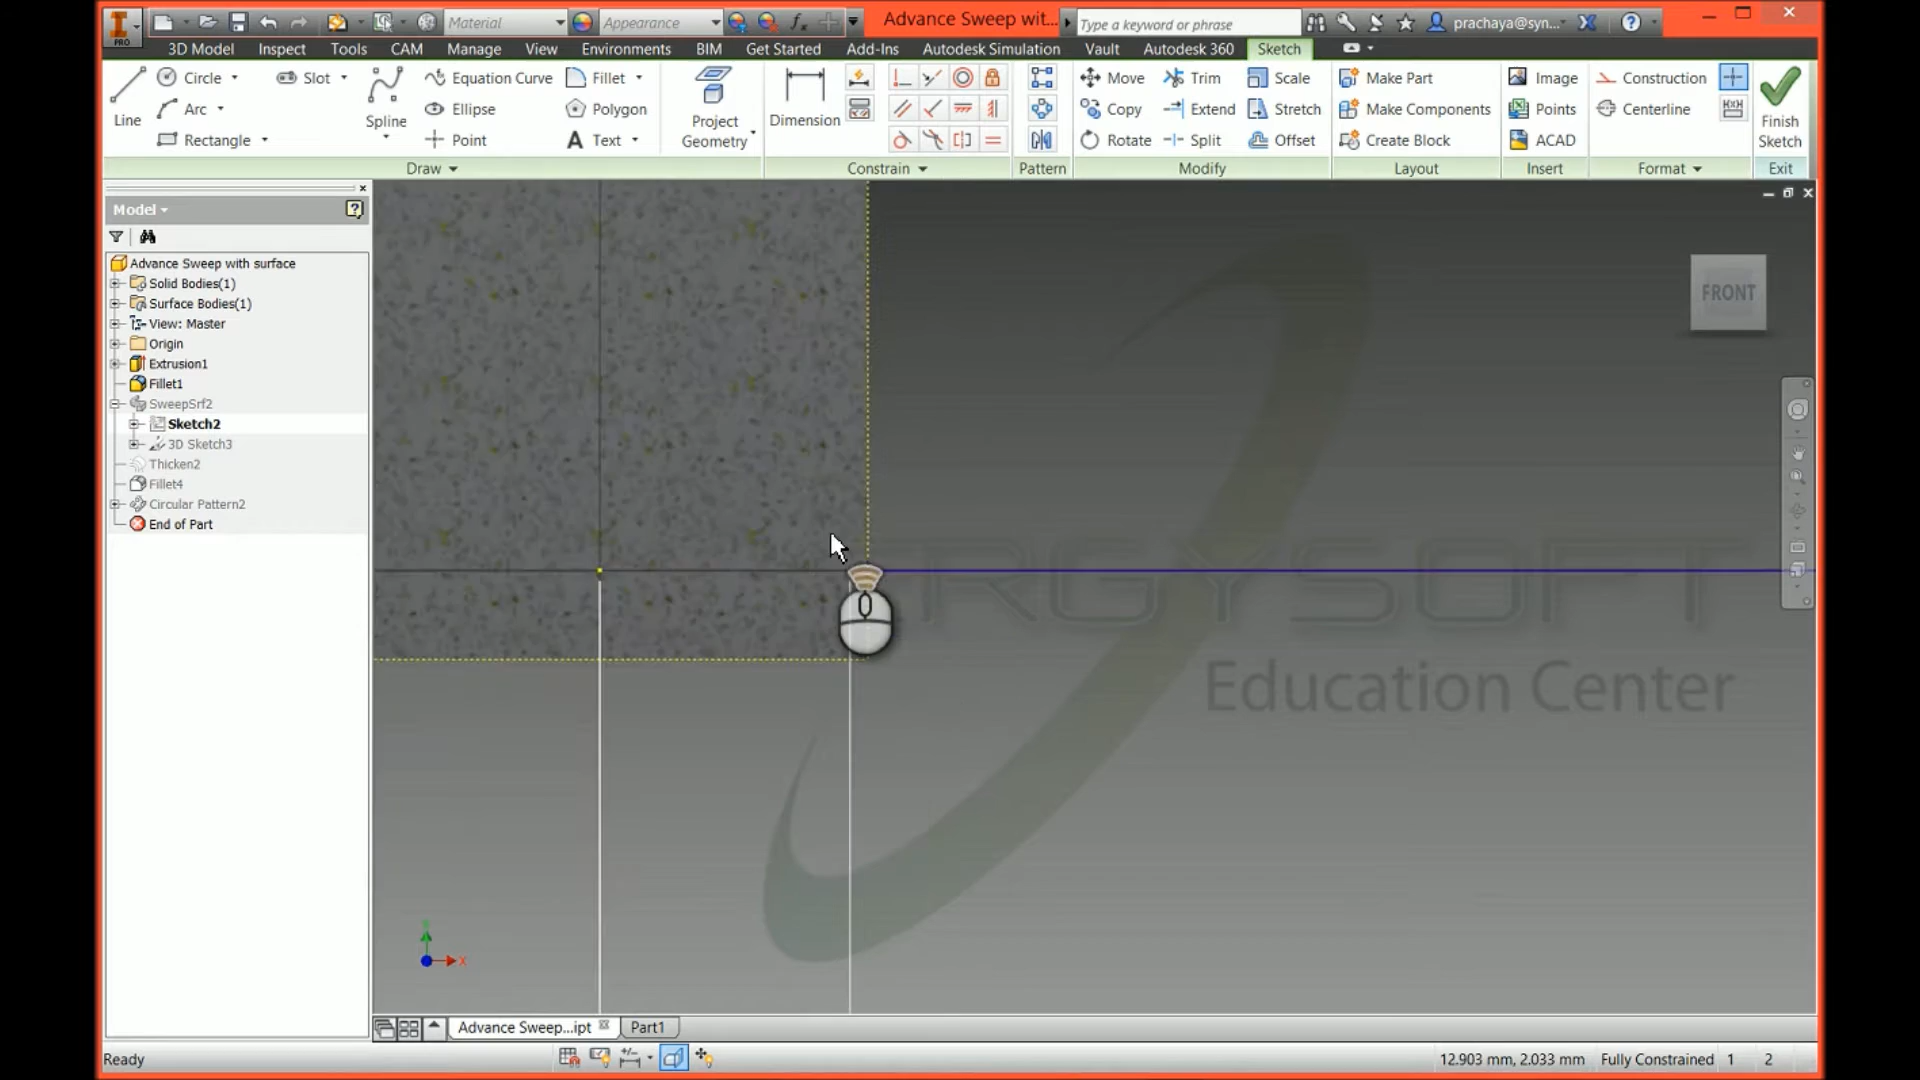 PRO
Material
Appearance
Advance Sweep wit...
Type a keyword or phrase
prachaya@syn...
3D Model Inspect Tools CAM Manage View Environments BIM Get Started Add-Ins Autodesk Simulation Vault Autodesk 360 Sketch
Line Circle Slot Spline Equation Curve Fillet Project Geometry Dimension Move Trim Scale Make Part Image Construction Finish Sketch
Arc Ellipse Polygon Copy Extend Stretch Make Components Points Centerline
Rectangle Point Text Rotate Split Offset Create Block ACAD
Draw Constrain Pattern Modify Layout Insert Format Exit
Model
Advance Sweep with surface
Solid Bodies(1)
Surface Bodies(1)
View: Master
Origin
Extrusion1
Fillet1
SweepSrf2
Sketch2
3D Sketch3
Thicken2
Fillet4
Circular Pattern2
End of Part
FRONT
RGYSOFT
Education Center
X
Advance Sweep...ipt Part1
Ready
12.903 mm, 2.033 mm Fully Constrained 1 2